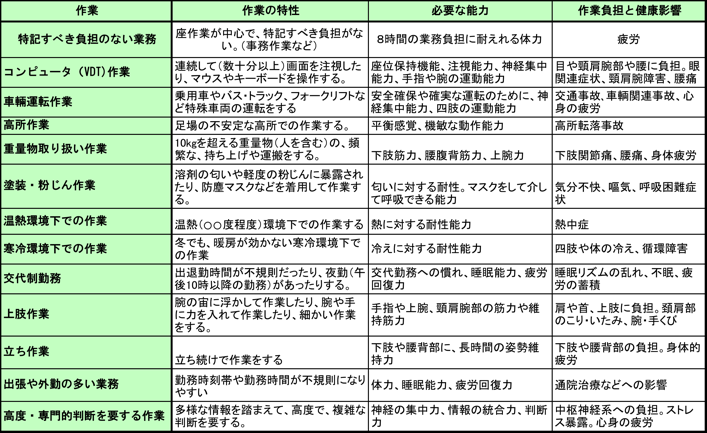 作業 作業の特性 必要な能力 作業負担と健康影響
特記すべき負担のない業務 座作業が中心で、特記すべき負担がな
い。（事務作業など） 8時間の業務負担に耐えれる体力 疲労
コンピュータ（VDT)作業 連続して（数十分以上）画面を注視した
り、マウスやキーボードを操作する。 座位保持機能、注視能力、神経集中
能力、手指や腕の運動能力 目や頸肩腕部や腰に負担。眼
関連症状、頸肩腕障害、腰痛
車輌運転作業 乗用車やバス・トラック、フォークリフトなど
特殊車両の運転をする 安全確保や確実な運転のために、神
経集中能力、四肢の運動能力 交通事故、車輌関連事故、心
身の疲労
高所作業 足場の不安定な高所での作業する。 平衡感覚、機敏な動作能力 高所転落事故
重量物取り扱い作業 10kgを超える重量物（人を含む）の、頻
繁な、持ち上げや運搬をする。 下肢筋力、腰腹背筋力、上腕力 下肢関節痛、腰痛、身体疲労
塗装・粉じん作業 溶剤の匂いや軽度の粉じんに暴露さ
れたり、防塵マスクなどを着用して作業す
る。 匂いに対する耐性。マスクをして介し
て呼吸できる能力 気分不快、嘔気、呼吸困難症
状
温熱環境下での作業 温熱（○○度程度）環境下での作業する 熱に対する耐性能力 熱中症
寒冷環境下での作業 冬でも、暖房が効かない寒冷環境下で
の作業 冷えに対する耐性能力 四肢や体の冷え、循環障害
交代制勤務 出退勤時間が不規則だったり、夜勤（午
後10時以降の勤務）があったりする。 交代勤務への慣れ、睡眠能力、疲労
回復力 睡眠リズムの乱れ、不眠、疲
労の蓄積
上肢作業 腕の宙に浮かして作業したり、腕や手
に力を入れて作業したり、細かい作業
をする。 手指や上腕、頸肩腕部の筋力や維
持筋力 肩や首、上肢に負担。頚肩部
のこり・いたみ、腕・手くび
立ち作業 立ち続けで作業をする 下肢や腰背部に、長時間の姿勢維
持力 下肢や腰背部の負担。身体的
疲労
出張や外勤の多い業務 勤務時刻帯や勤務時間が不規則になり
やすい 体力、睡眠能力、疲労回復力 通院治療などへの影響
高度・専門的判断を要する作業 多様な情報を踏まえて、高度で、複雑な
判断を要する。 神経の集中力、情報の統合力、判断
力 中枢神経系への負担。ストレ
ス暴露。心身の疲労